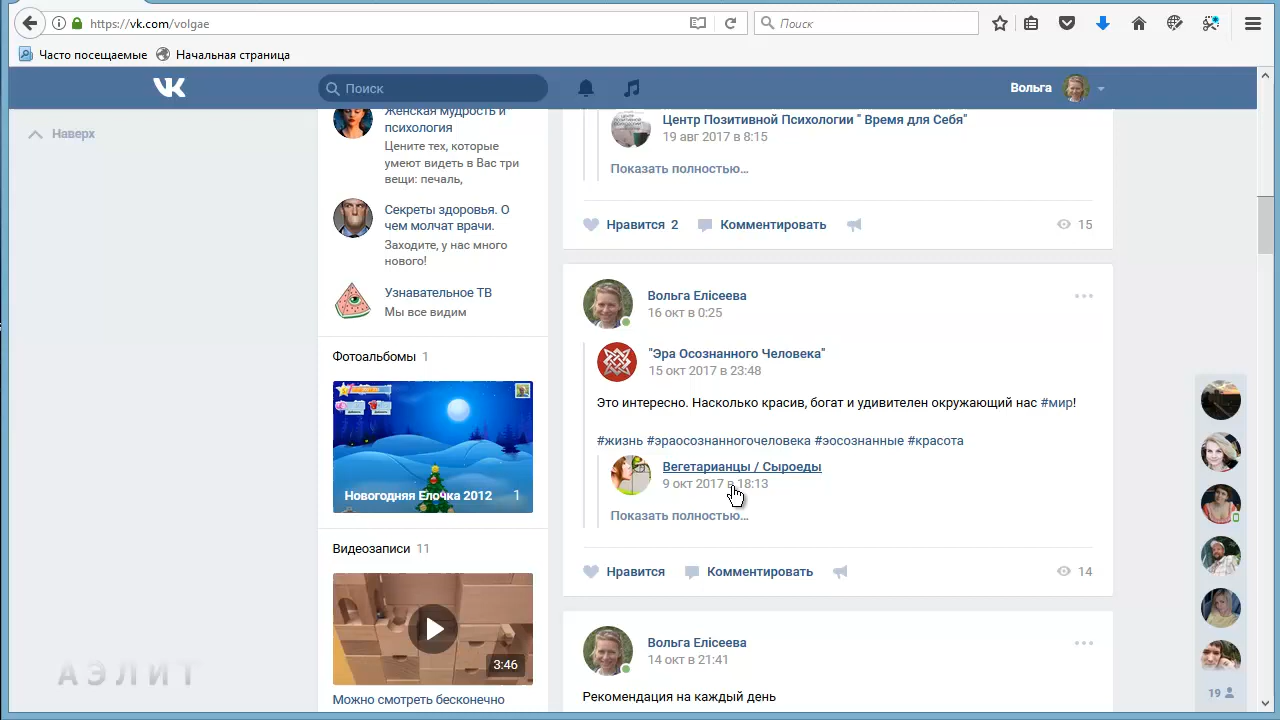 https://vk.com/volgae
Поиск
Часто посещаемые
Начальная страница
Поиск
Вольга
Наверх
Женская мудрость и
психология
Цените тех, которые
умеют видеть в Вас три
вещи: печаль,
Секреты здоровья. О
чем молчат врачи.
Заходите, у нас много
нового!
Узнавательное ТВ
Мы все видим
Фотоальбомы 1
Новогодняя Елочка 2012 1
Видеозаписи 11
3:46
Можно смотреть бесконечно
Центр Позитивной Психологии " Время для Себя"
19 авг 2017 в 8:15
Показать полностью…
Нравится 2
Комментировать
15
Вольга Елісеева
16 окт в 0:25
"Эра Осознанного Человека"
15 окт 2017 в 23:48
Это интересно. Насколько красив, богат и удивителен окружающий нас #мир!
#жизнь #эраосознанногочеловека #эосознанные #красота
Вегетарианцы / Сыроеды
9 окт 2017 в 18:13
Показать полностью…
Нравится
Комментировать
14
Вольга Елісеева
14 окт в 21:41
Рекомендация на каждый день
19
АЭЛИТ